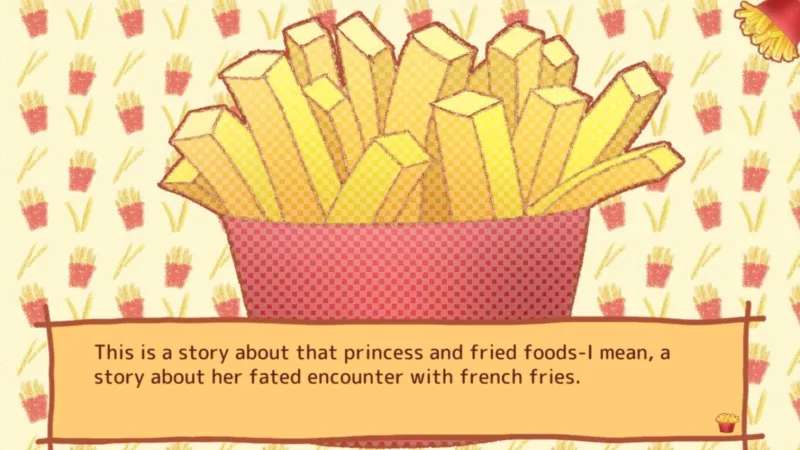 This is a story about that princess and fried foods-I mean, a
story about her fated encounter with french fries.